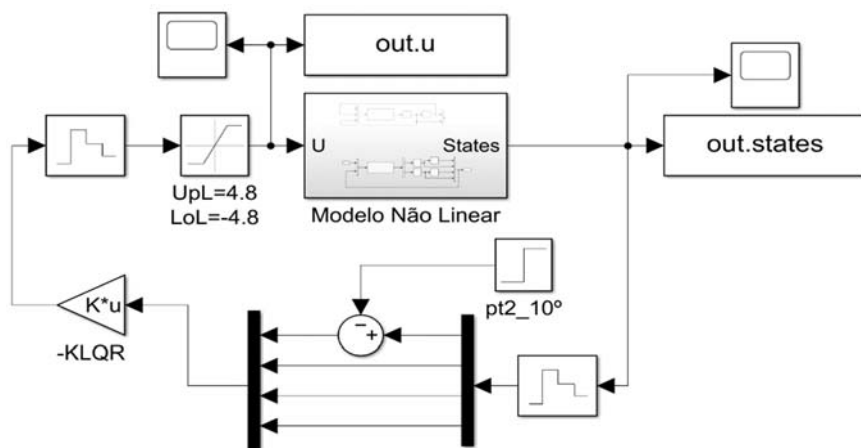 out.u
U
States
UpL=4.8
LoL=-4.8
Modelo Não Linear
out.states
pt2_10º
K*u
-KLQR